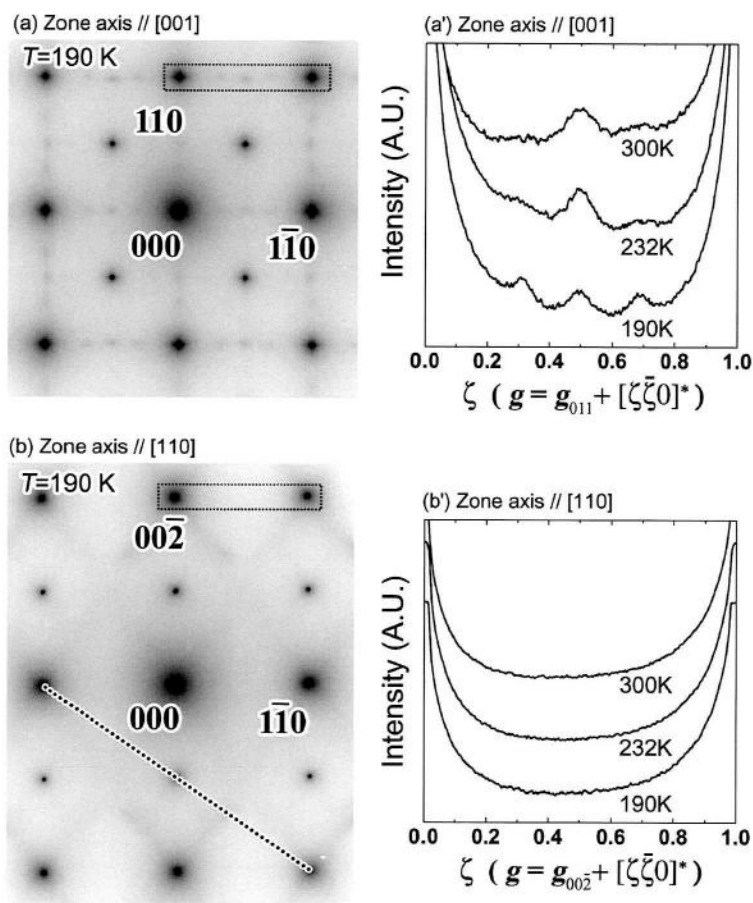 (a) Zone axis // [001]
T=190 K
110
000
11̅0
(a') Zone axis // [001]
Intensity (A.U.)
300K
232K
190K
0.0 0.2 0.4 0.6 0.8 1.0
ζ ( g = g₀₁₁ + [ζζ̅0]* )
(b) Zone axis // [110]
T=190 K
002̅
000
11̅0
(b') Zone axis // [110]
Intensity (A.U.)
300K
232K
190K
0.0 0.2 0.4 0.6 0.8 1.0
ζ ( g = g₀₀₂̅ + [ζζ̅0]* )